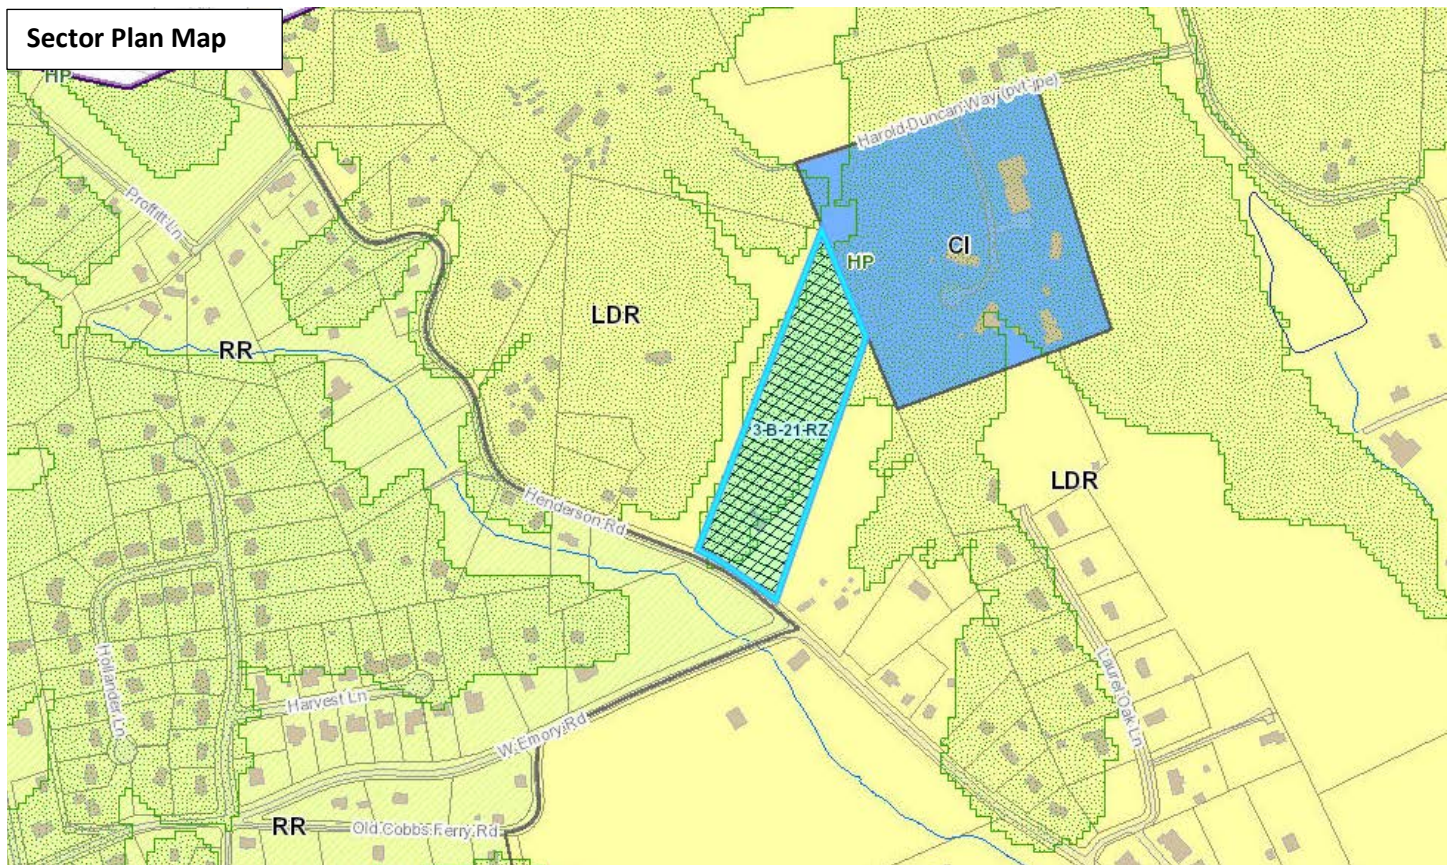 Sector Plan Map
HP
Harold Duncan Way (pvt-jpe)
Proffitt Ln
CI
HP
LDR
RR
3-B-21-RZ
LDR
Henderson Rd
Hollander Ln
Harvest Ln
Laurel Oak Ln
W Emory Rd
RR
Old Cobbs Ferry Rd